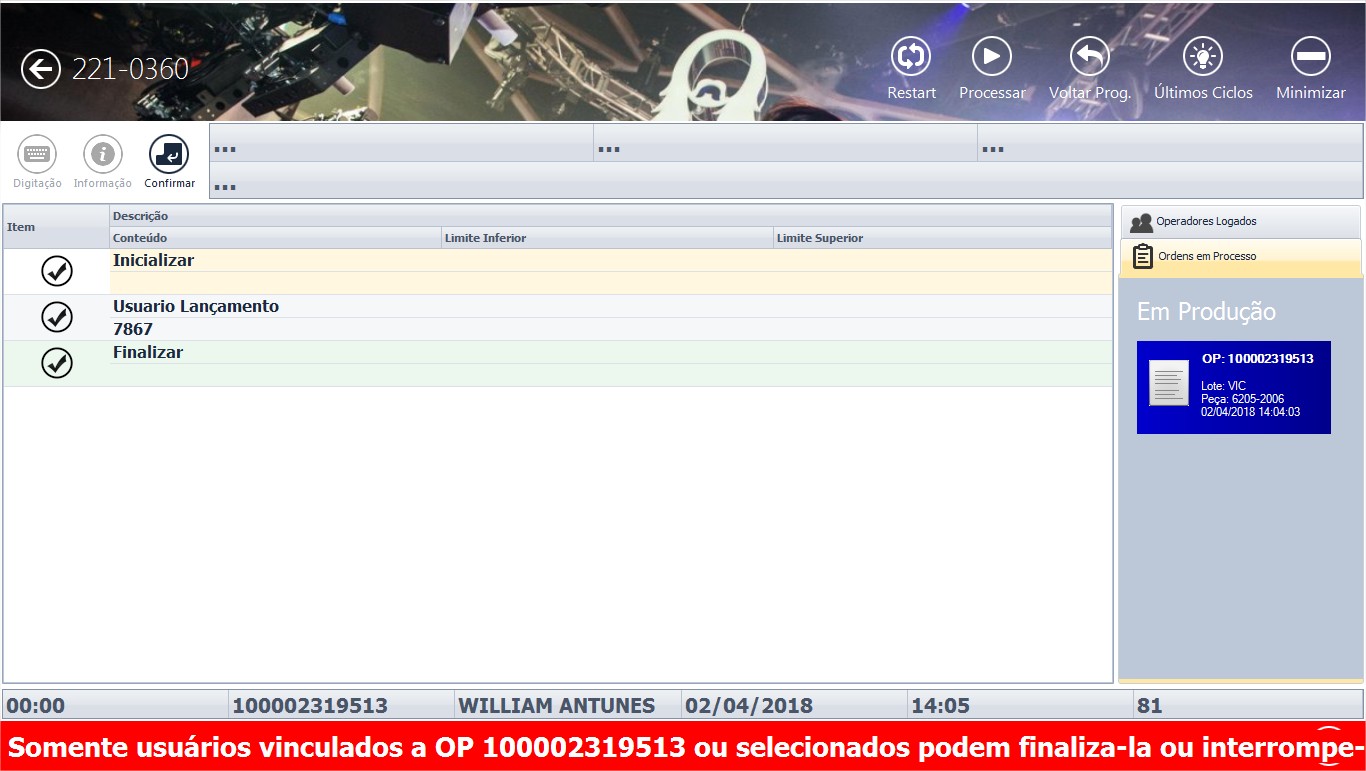 221-0360
Restart
Processar
Voltar Prog.
Últimos Ciclos
Minimizar
Digitação
Informação
Confirmar
... ... ...
...
Item
Descrição
Conteúdo Limite Inferior Limite Superior
Inicializar
Usuario Lançamento
7867
Finalizar
Operadores Logados
Ordens em Processo
Em Produção
OP: 100002319513
Lote: VIC
Peça: 6205-2006
02/04/2018 14:04:03
00:00 100002319513 WILLIAM ANTUNES 02/04/2018 14:05 81
Somente usuários vinculados a OP 100002319513 ou selecionados podem finaliza-la ou interrompe-